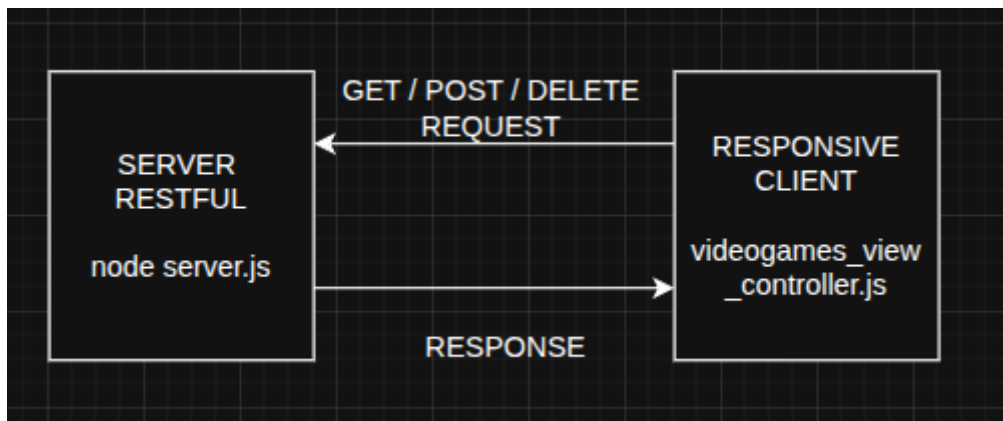 SERVER
RESTFUL
node server.js
GET / POST / DELETE
REQUEST
RESPONSE
RESPONSIVE
CLIENT
videogames_view
_controller.js